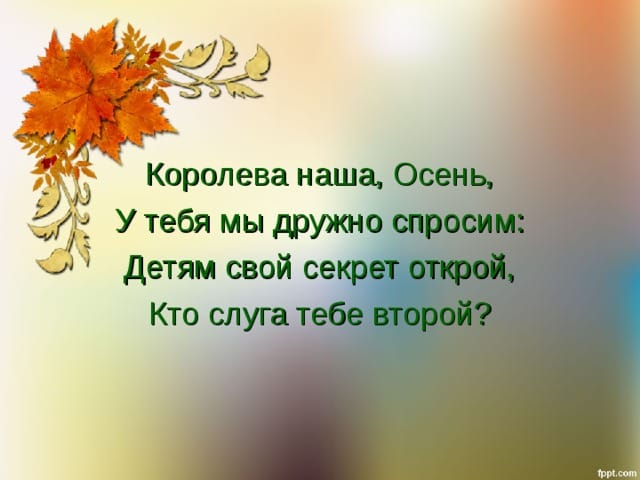 Королева наша, Осень,
У тебя мы дружно спросим:
Детям свой секрет открой,
Кто слуга тебе второй?
fppt.com